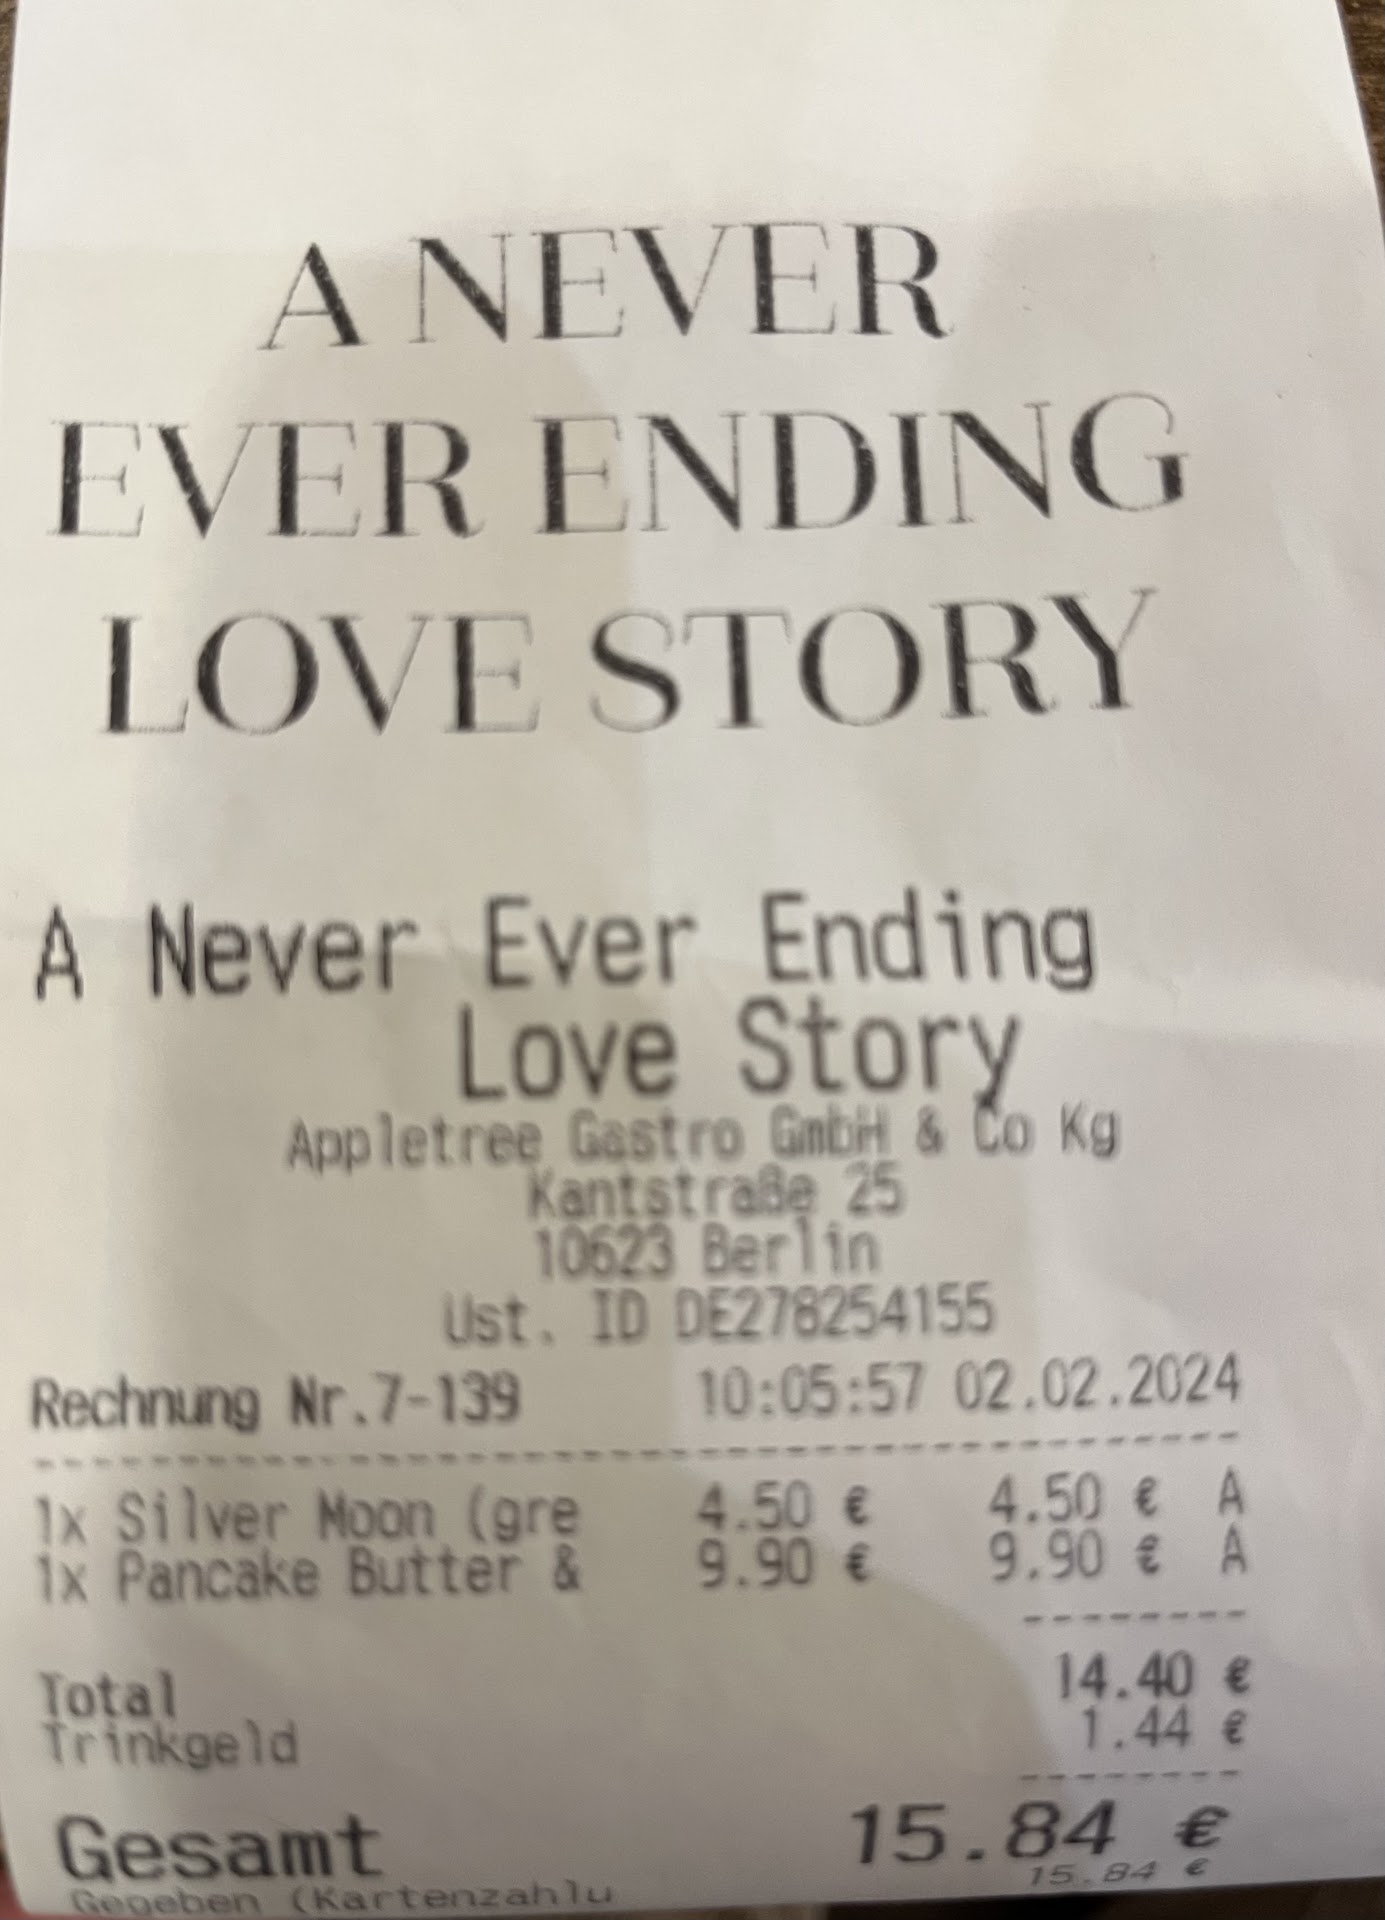 A NEVER
EVER ENDING
LOVE STORY
A Never Ever Ending
Love Story
Appletree Gastro GmbH & Co Kg
Kantstraße 25
10623 Berlin
Ust. ID DE278254155
Rechnung Nr.7-139 10:05:57 02.02.2024
1x Silver Moon (gre 4.50 € 4.50 € A
1x Pancake Butter & 9.90 € 9.90 € A
Total 14.40 €
Trinkgeld 1.44 €
Gesamt 15.84 €
Gegeben (Kartenzahlu 15.84 €